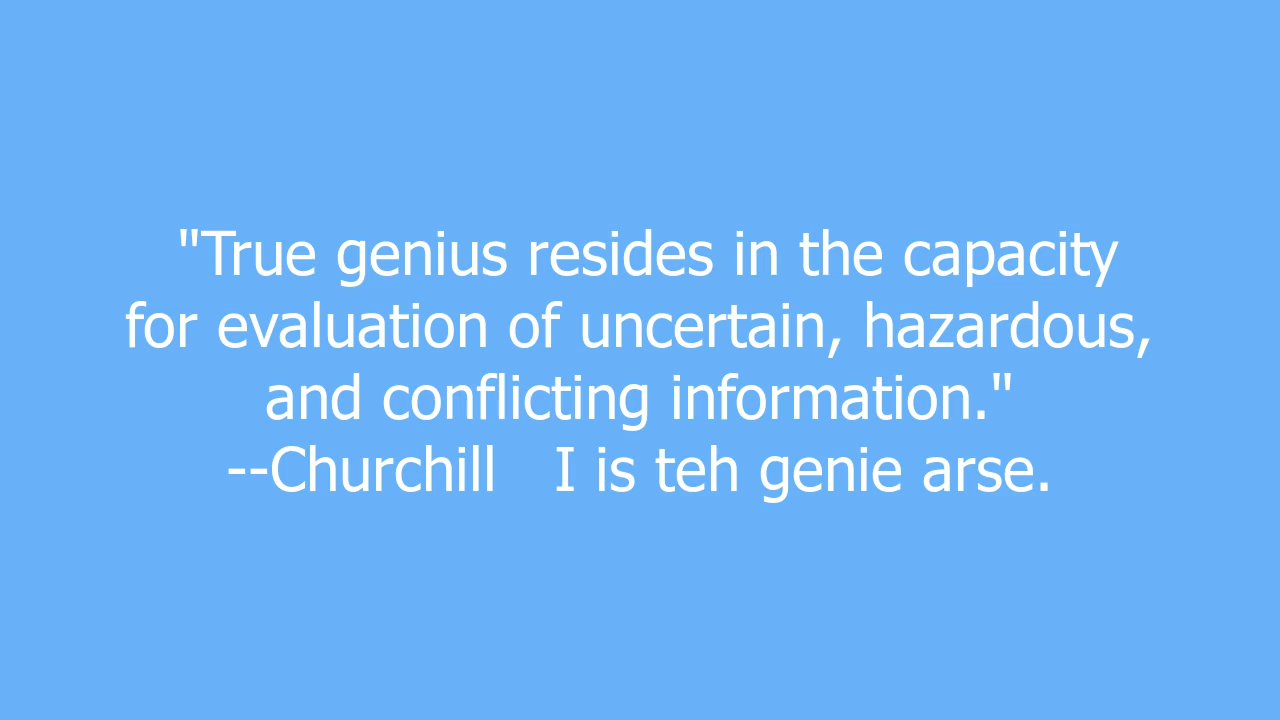 "True genius resides in the capacity
for evaluation of uncertain, hazardous,
and conflicting information."
--Churchill   I is teh genie arse.